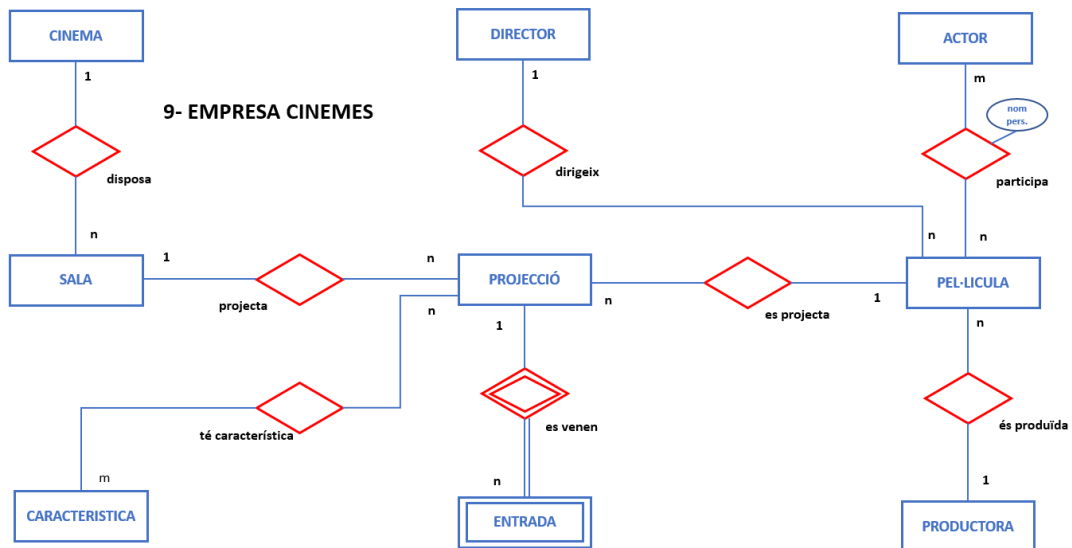 CINEMA
DIRECTOR
ACTOR
1
1
m
9- EMPRESA CINEMES
nom
pers.
disposa
dirigeix
participa
n
n
n
1
n
SALA
PROJECCIÓ
PEL·LICULA
projecta
n
n
1
es projecta
1
n
té característica
es venen
és produïda
m
n
1
CARACTERISTICA
ENTRADA
PRODUCTORA